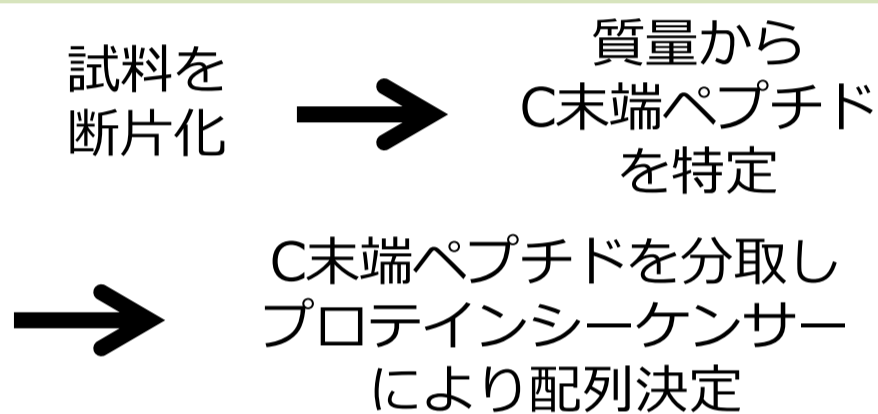 試料を
断片化
質量から
C末端ペプチド
を特定
C末端ペプチドを分取し
プロテインシーケンサー
により配列決定